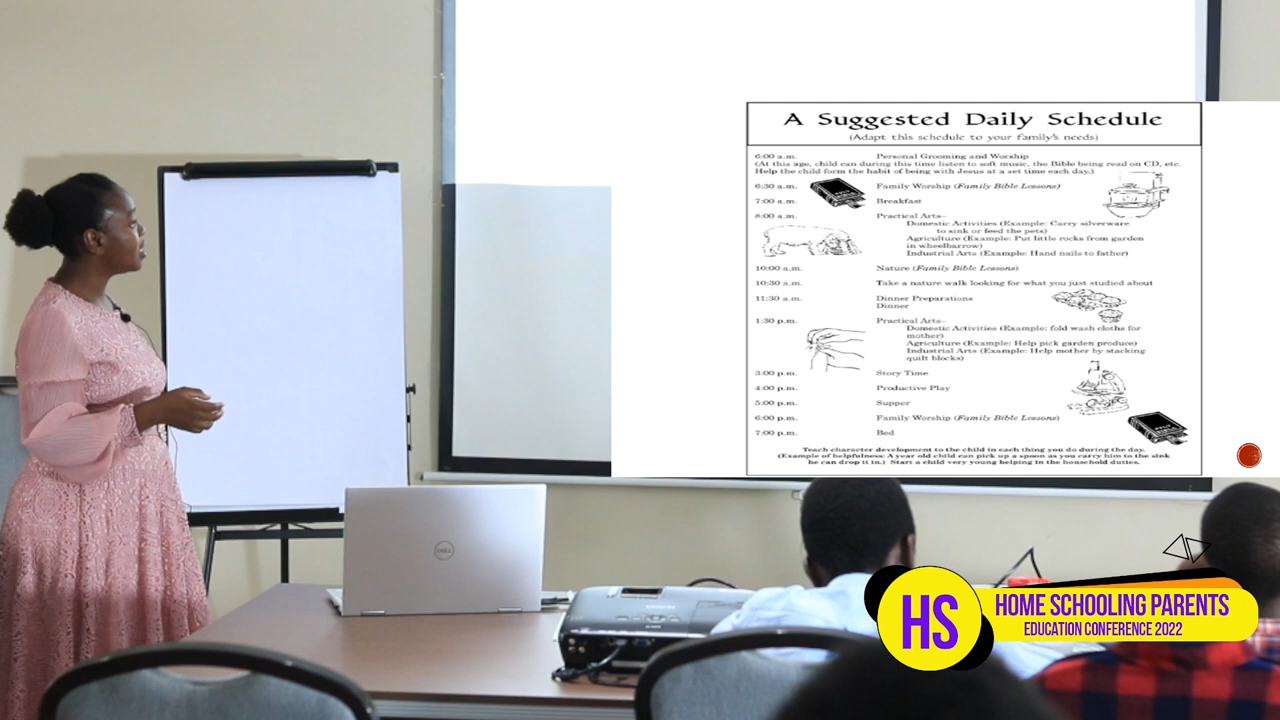 A Suggested Daily Schedule
(Adapt this schedule to your family's needs)
6:00 a.m. Personal Grooming and Worship
(At this age, child can during this time listen to soft music, the Bible being read on CD, etc.
Help the child form the habit of being with Jesus at a set time each day.)
6:30 a.m. Family Worship (Family Bible Lessons)
7:00 a.m. Breakfast
8:00 a.m. Practical Arts–
Domestic Activities (Example: Carry silverware
to sink or feed the pets)
Agriculture (Example: Put little rocks from garden
in wheelbarrow)
Industrial Arts (Example: Hand nails to father)
10:00 a.m. Nature (Family Bible Lessons)
10:30 a.m. Take a nature walk looking for what you just studied about
11:30 a.m. Dinner Preparations
Dinner
1:30 p.m. Practical Arts–
Domestic Activities (Example: fold wash cloths for
mother)
Agriculture (Example: Help pick garden produce)
Industrial Arts (Example: Help mother by stacking
quilt blocks)
3:00 p.m. Story Time
4:00 p.m. Productive Play
5:00 p.m. Supper
6:00 p.m. Family Worship (Family Bible Lessons)
7:00 p.m. Bed
Teach character development to the child in each thing you do during the day.
(Example of helpfulness: A year old child can pick up a spoon as you carry him to the sink
he can drop it in.) Start a child very young helping in the household duties.
DELL
EPSON
HS
HOME SCHOOLING PARENTS
EDUCATION CONFERENCE 2022